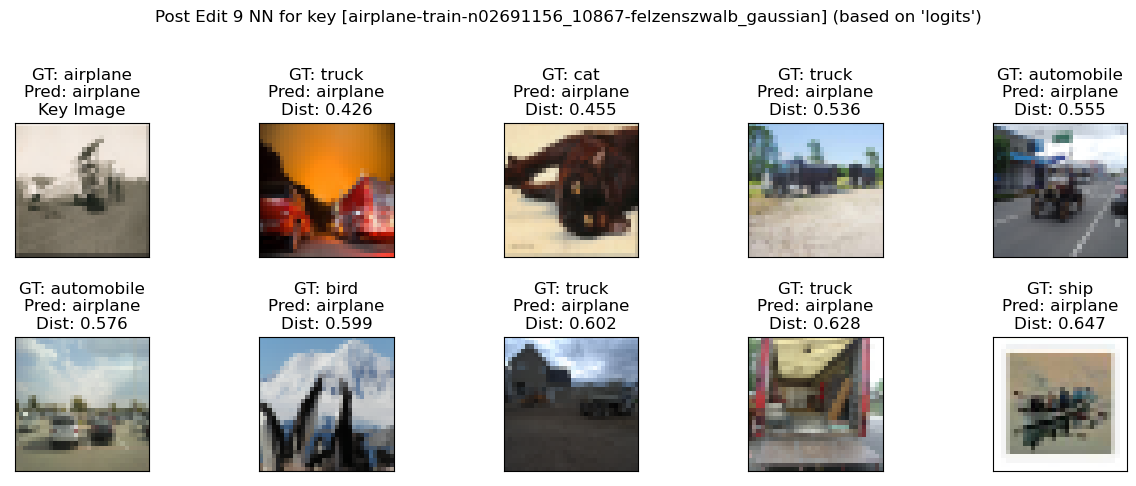 Post Edit 9 NN for key [airplane-train-n02691156_10867-felzenszwalb_gaussian] (based on 'logits')
GT: airplane
Pred: airplane
Key Image
GT: truck
Pred: airplane
Dist: 0.426
GT: cat
Pred: airplane
Dist: 0.455
GT: truck
Pred: airplane
Dist: 0.536
GT: automobile
Pred: airplane
Dist: 0.555
GT: automobile
Pred: airplane
Dist: 0.576
GT: bird
Pred: airplane
Dist: 0.599
GT: truck
Pred: airplane
Dist: 0.602
GT: truck
Pred: airplane
Dist: 0.628
GT: ship
Pred: airplane
Dist: 0.647